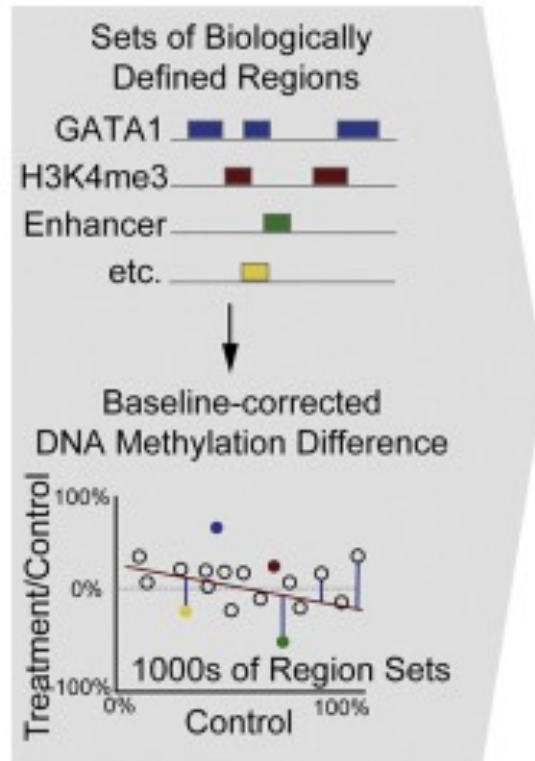 Sets of Biologically
Defined Regions
GATA1
H3K4me3
Enhancer
etc.
Baseline-corrected
DNA Methylation Difference
Treatment/Control
100%
0%
-100%
1000s of Region Sets
0%
100%
Control